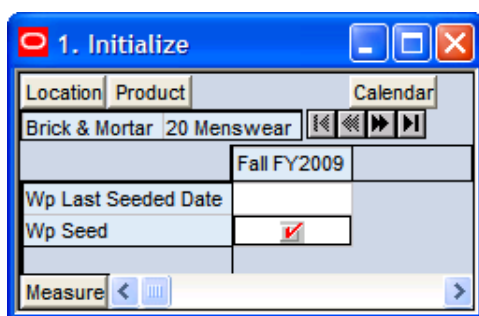 1. Initialize
Location Product Calendar
Brick & Mortar 20 Menswear
Fall FY2009
Wp Last Seeded Date
Wp Seed
Measure